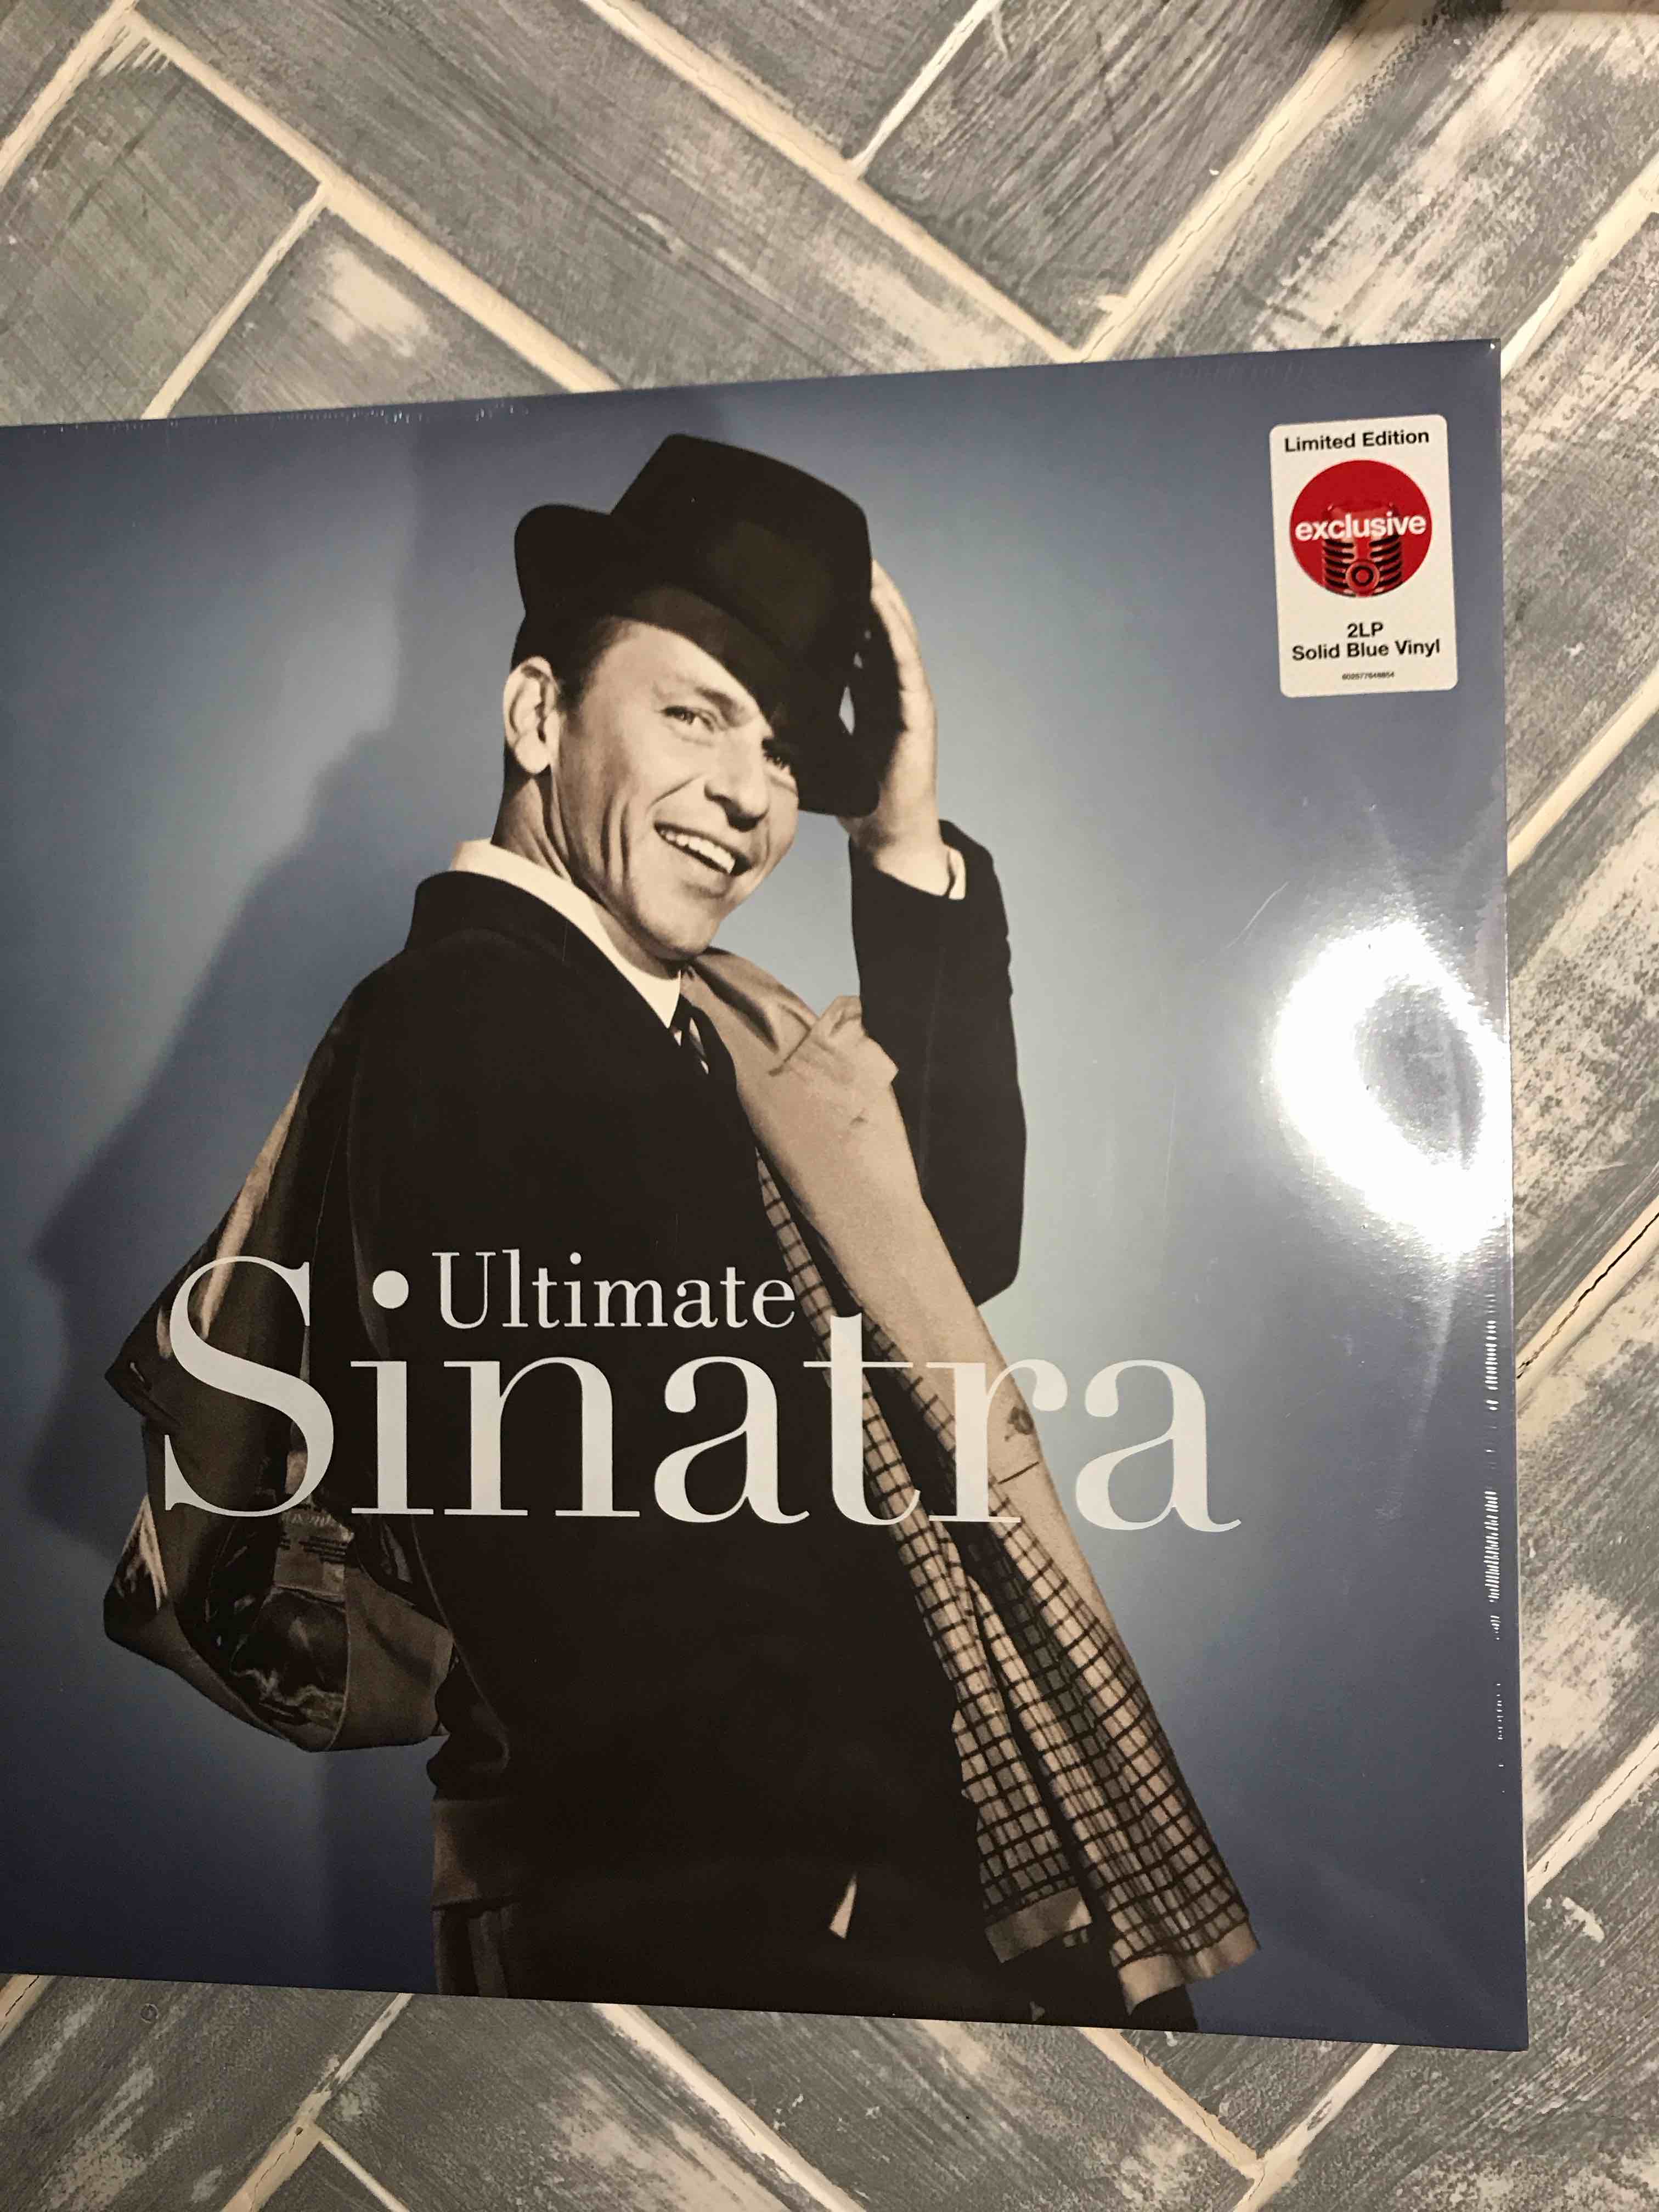 Limited Edition
exclusive
2LP
Solid Blue Vinyl
Ultimate
Sinatra